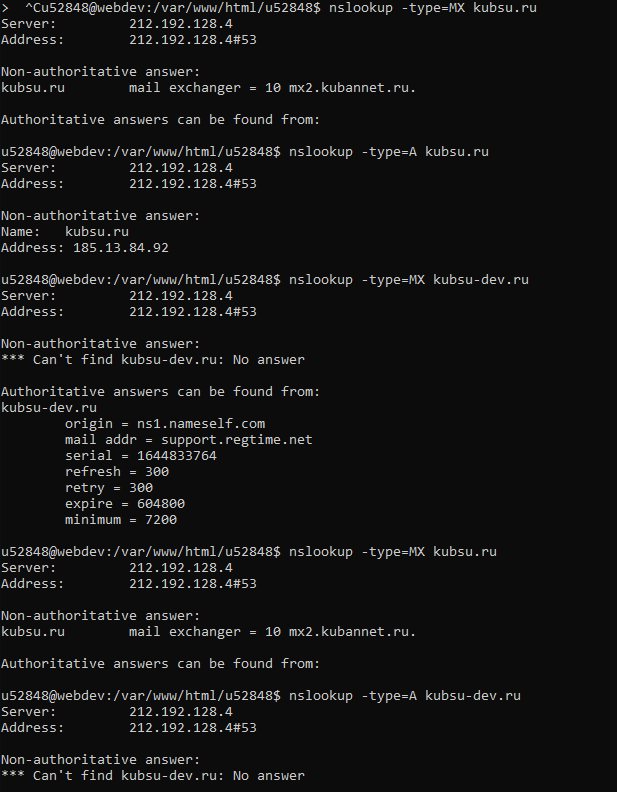 >  ^Cu52848@webdev:/var/www/html/u52848$ nslookup -type=MX kubsu.ru
Server:         212.192.128.4
Address:        212.192.128.4#53

Non-authoritative answer:
kubsu.ru        mail exchanger = 10 mx2.kubannet.ru.

Authoritative answers can be found from:

u52848@webdev:/var/www/html/u52848$ nslookup -type=A kubsu.ru
Server:         212.192.128.4
Address:        212.192.128.4#53

Non-authoritative answer:
Name:   kubsu.ru
Address: 185.13.84.92

u52848@webdev:/var/www/html/u52848$ nslookup -type=MX kubsu-dev.ru
Server:         212.192.128.4
Address:        212.192.128.4#53

Non-authoritative answer:
*** Can't find kubsu-dev.ru: No answer

Authoritative answers can be found from:
kubsu-dev.ru
        origin = ns1.nameself.com
        mail addr = support.regtime.net
        serial = 1644833764
        refresh = 300
        retry = 300
        expire = 604800
        minimum = 7200

u52848@webdev:/var/www/html/u52848$ nslookup -type=MX kubsu.ru
Server:         212.192.128.4
Address:        212.192.128.4#53

Non-authoritative answer:
kubsu.ru        mail exchanger = 10 mx2.kubannet.ru.

Authoritative answers can be found from:

u52848@webdev:/var/www/html/u52848$ nslookup -type=A kubsu-dev.ru
Server:         212.192.128.4
Address:        212.192.128.4#53

Non-authoritative answer:
*** Can't find kubsu-dev.ru: No answer